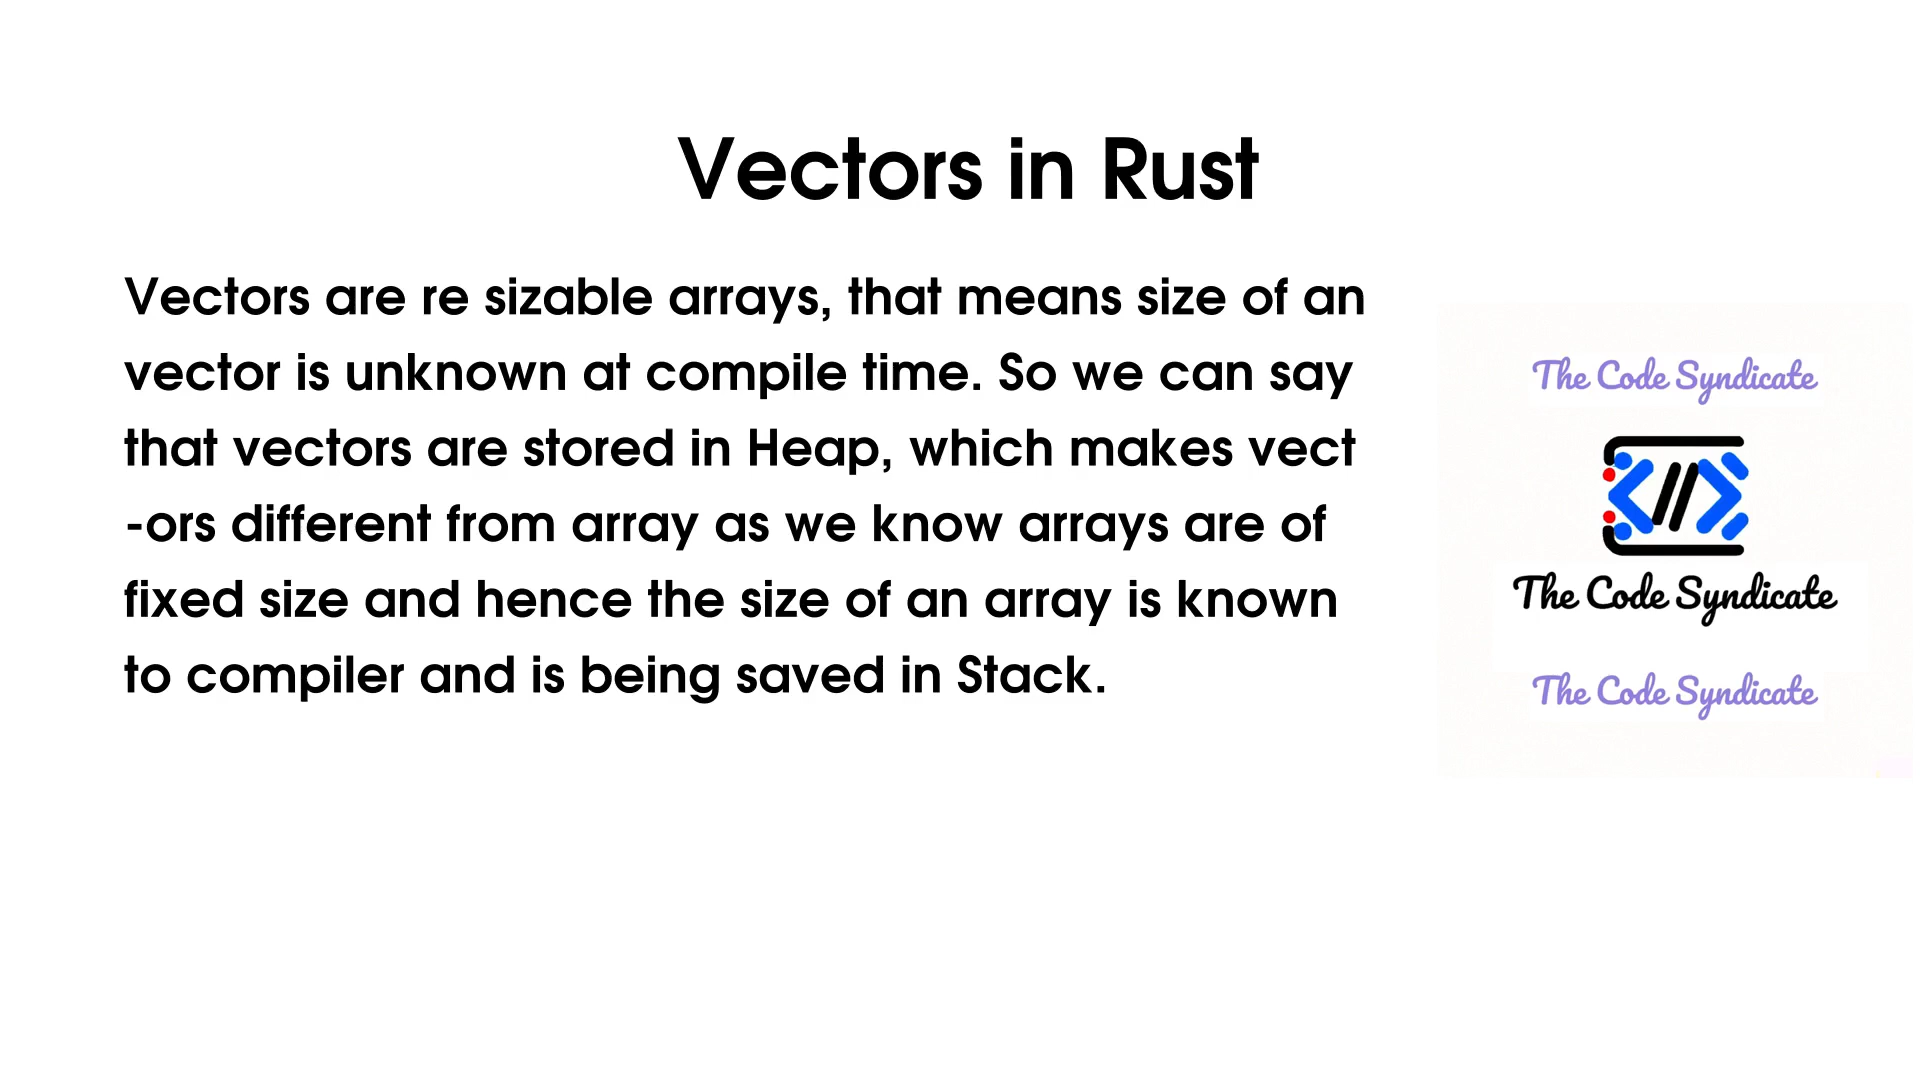 Vectors in Rust
Vectors are re sizable arrays, that means size of an
vector is unknown at compile time. So we can say
that vectors are stored in Heap, which makes vect
-ors different from array as we know arrays are of
fixed size and hence the size of an array is known
to compiler and is being saved in Stack.
The Code Syndicate
The Code Syndicate
The Code Syndicate